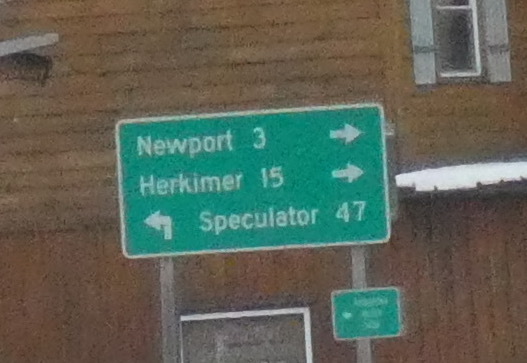 Newport 3 →
Herkimer 15 →
↰ Speculator 47